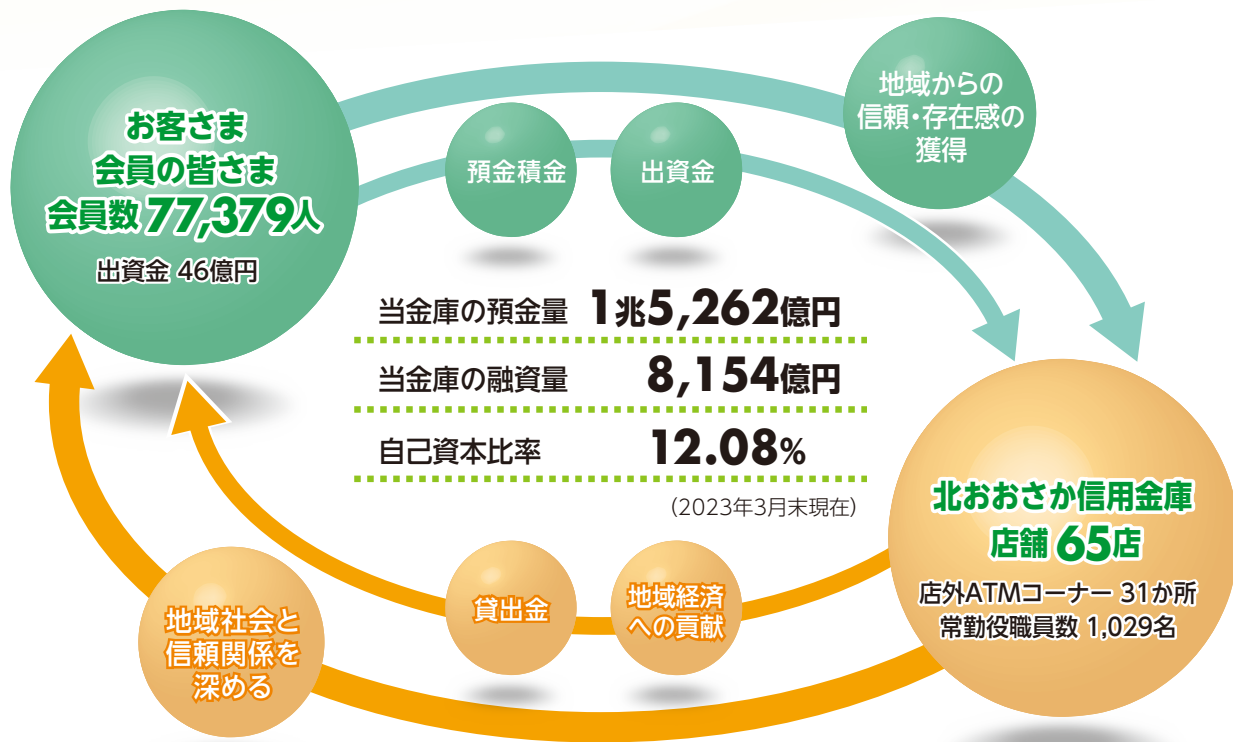 お客さま
会員の皆さま
会員数 77,379人
出資金 46億円
預金積金
出資金
地域からの
信頼・存在感の
獲得
当金庫の預金量 1兆5,262億円
当金庫の融資量 8,154億円
自己資本比率 12.08%
(2023年3月末現在)
北おおさか信用金庫
店舗 65店
店外ATMコーナー 31か所
常勤役職員数 1,029名
地域社会と
信頼関係を
深める
貸出金
地域経済
への貢献